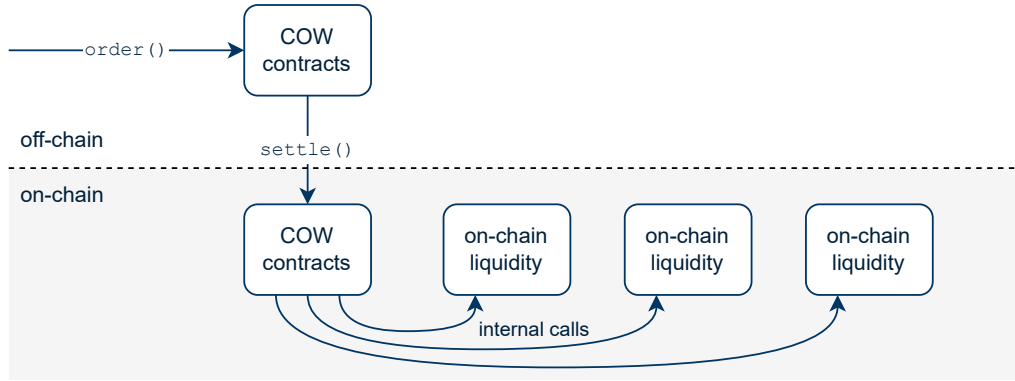 COW
contracts
order()
off-chain
settle()
on-chain
COW
contracts
on-chain
liquidity
on-chain
liquidity
on-chain
liquidity
internal calls